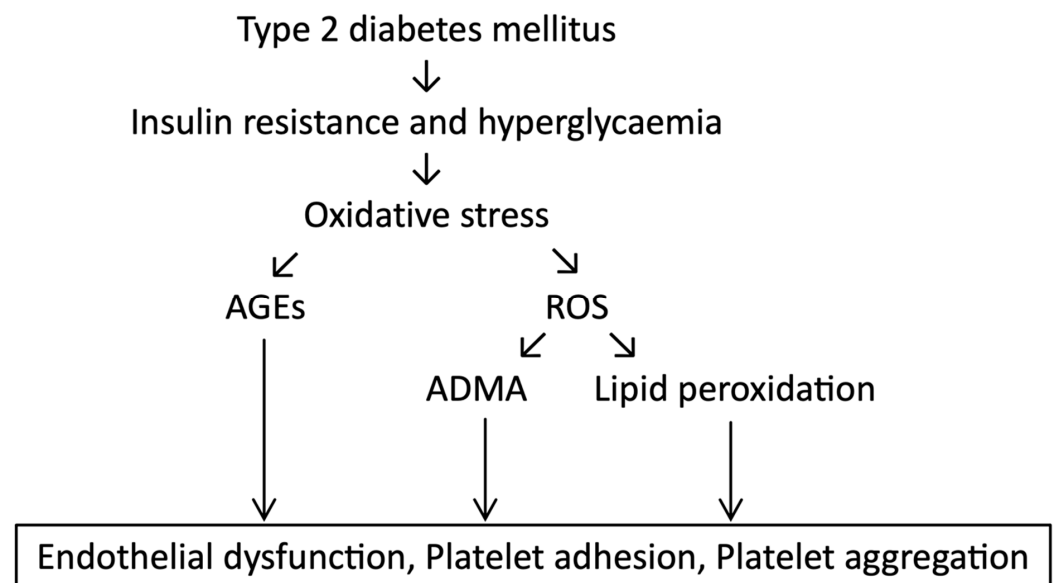 Type 2 diabetes mellitus
Insulin resistance and hyperglycaemia
Oxidative stress
AGEs
ROS
ADMA
Lipid peroxidation
Endothelial dysfunction, Platelet adhesion, Platelet aggregation